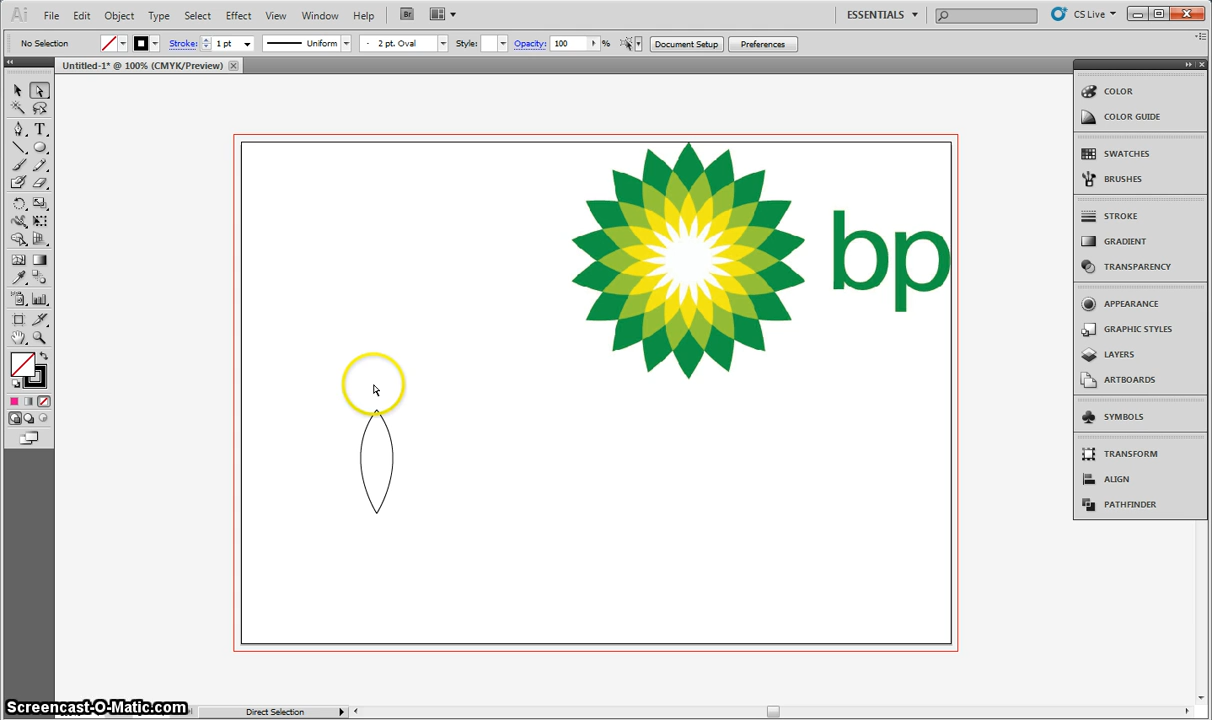 Ai File Edit Object Type Select Effect View Window Help Br ESSENTIALS CS Live
No Selection Stroke: 1 pt Uniform 2 pt. Oval Style: Opacity: 100 % Document Setup Preferences
Untitled-1* @ 100% (CMYK/Preview)
COLOR
COLOR GUIDE
SWATCHES
BRUSHES
STROKE
GRADIENT
TRANSPARENCY
APPEARANCE
GRAPHIC STYLES
LAYERS
ARTBOARDS
SYMBOLS
TRANSFORM
ALIGN
PATHFINDER
bp
Screencast-O-Matic.com
Direct Selection